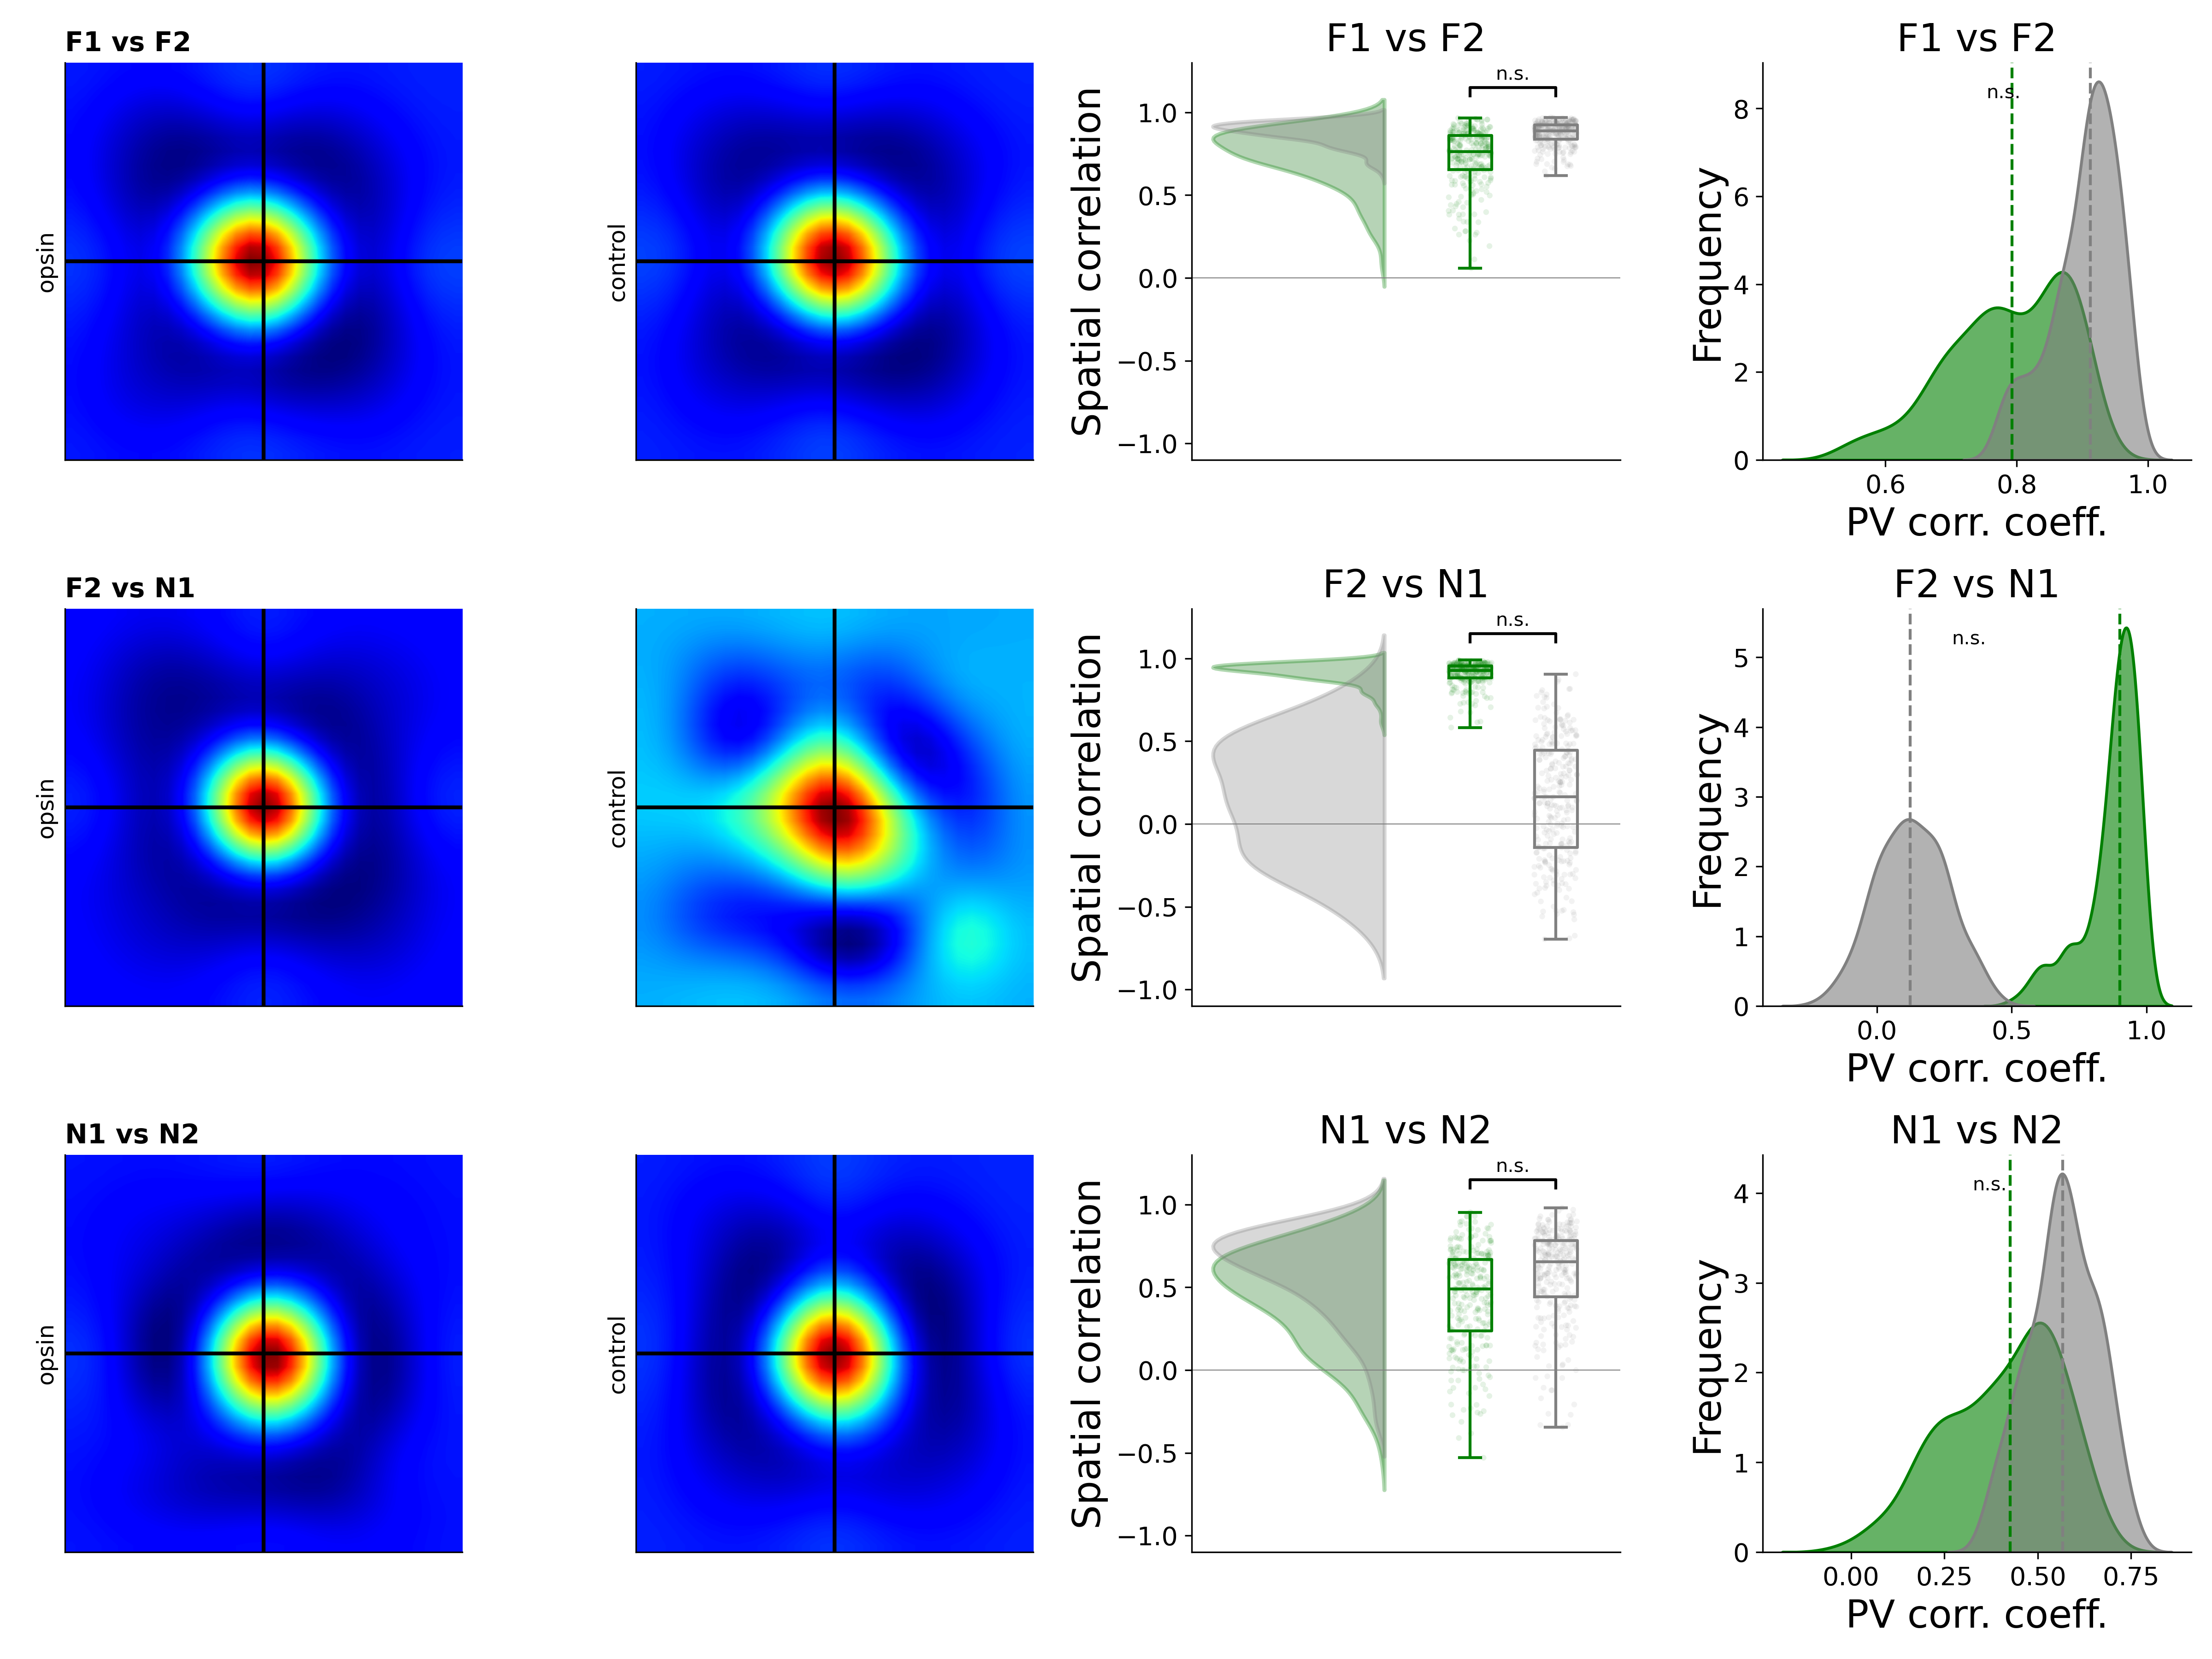 F1 vs F2
opsin
control
F1 vs F2
Spatial correlation
1.0
0.5
0.0
−0.5
−1.0
n.s.
F1 vs F2
Frequency
8
6
4
2
0
n.s.
0.6 0.8 1.0
PV corr. coeff.
F2 vs N1
opsin
control
F2 vs N1
Spatial correlation
1.0
0.5
0.0
−0.5
−1.0
n.s.
F2 vs N1
Frequency
5
4
3
2
1
0
n.s.
0.0 0.5 1.0
PV corr. coeff.
N1 vs N2
opsin
control
N1 vs N2
Spatial correlation
1.0
0.5
0.0
−0.5
−1.0
n.s.
N1 vs N2
Frequency
4
3
2
1
0
n.s.
0.00 0.25 0.50 0.75
PV corr. coeff.